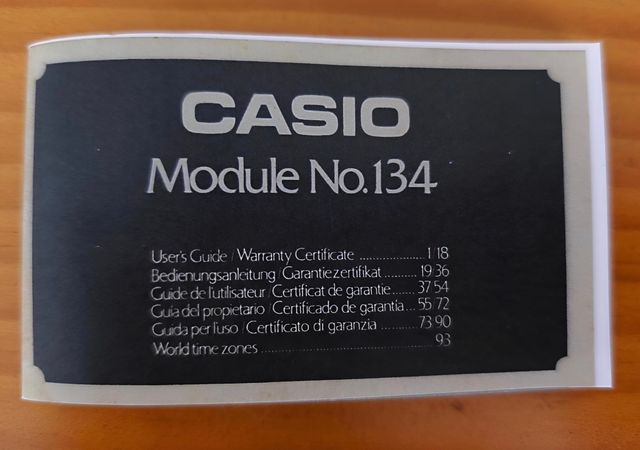 CASIO
Module No.134
User's Guide / Warranty Certificate .................... 1 18
Bedienungsanleitung / Garantiezertifikat .......... 19 36
Guide de l'utilisateur / Certificat de garantie ....... 37 54
Guia del propietario / Certificado de garantia ... 55 72
Guida per l'uso / Certificato di garanzia ............ 73 90
World time zones .................................................. 93